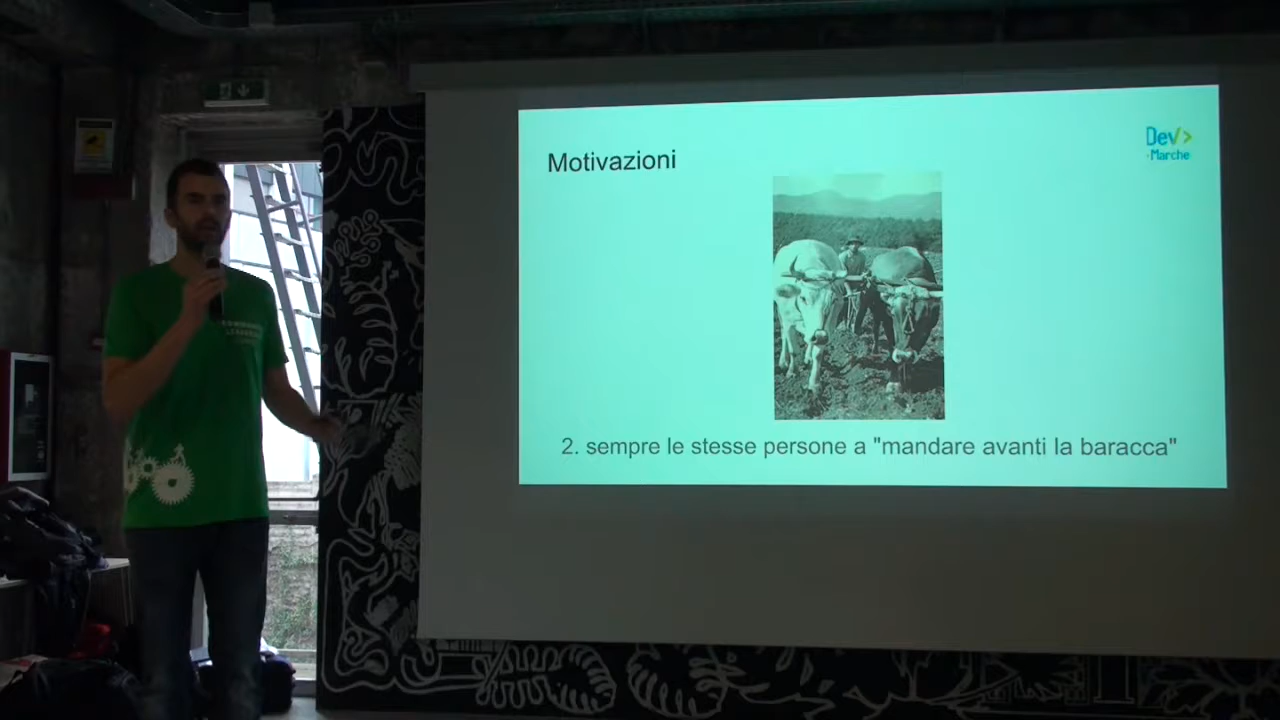 Motivazioni
Dev
Marche
2. sempre le stesse persone a "mandare avanti la baracca"